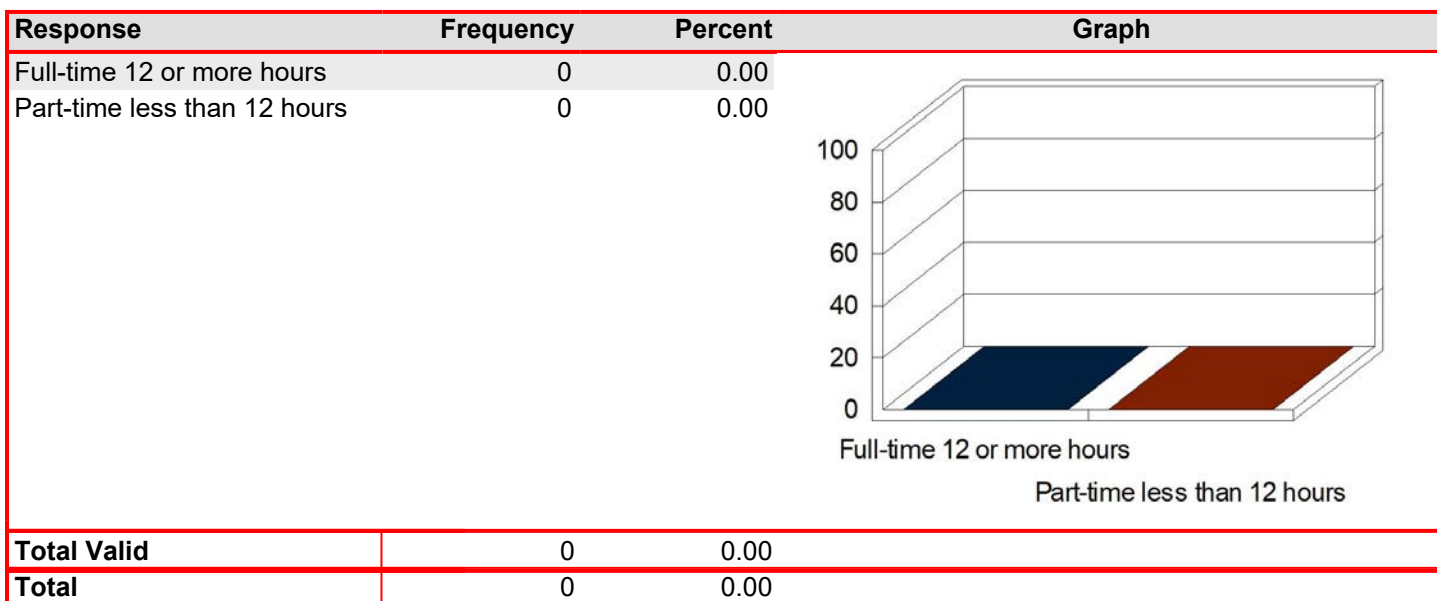 Response Frequency Percent Graph
Full-time 12 or more hours 0 0.00
Part-time less than 12 hours 0 0.00
100
80
60
40
20
0
Full-time 12 or more hours
Part-time less than 12 hours
Total Valid 0 0.00
Total 0 0.00